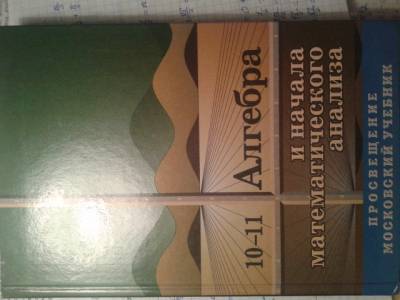 Алгебра
10–11
и начала
математического
анализа
ПРОСВЕЩЕНИЕ
МОСКОВСКИЙ УЧЕБНИК